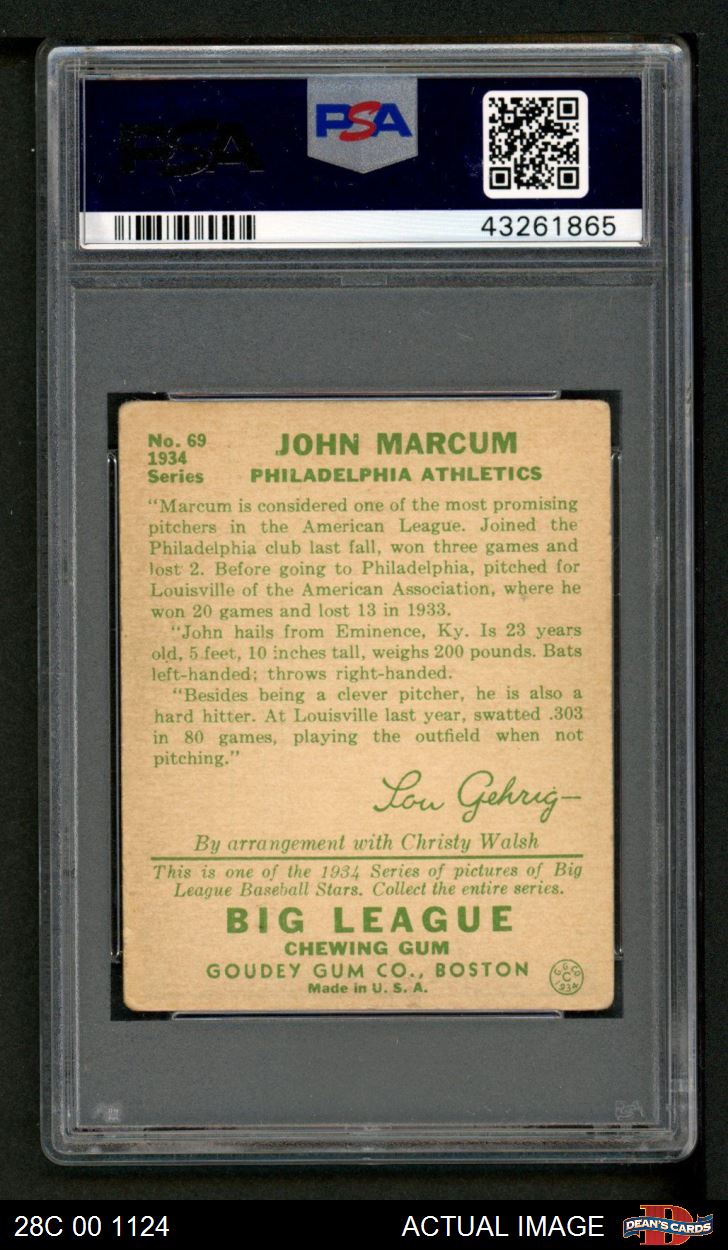 PSA
PSA
43261865
No. 69
1934
Series
JOHN MARCUM
PHILADELPHIA ATHLETICS
"Marcum is considered one of the most promising
pitchers in the American League. Joined the
Philadelphia club last fall, won three games and
lost 2. Before going to Philadelphia, pitched for
Louisville of the American Association, where he
won 20 games and lost 13 in 1933.
"John hails from Eminence, Ky. Is 23 years
old, 5 feet, 10 inches tall, weighs 200 pounds. Bats
left-handed; throws right-handed.
"Besides being a clever pitcher, he is also a
hard hitter. At Louisville last year, swatted .303
in 80 games, playing the outfield when not
pitching."
Lou Gehrig
By arrangement with Christy Walsh
This is one of the 1934 Series of pictures of Big
League Baseball Stars. Collect the entire series.
BIG LEAGUE
CHEWING GUM
GOUDEY GUM CO., BOSTON
Made in U. S. A.
G G CO
C
1934
28C 00 1124
ACTUAL IMAGE
DEAN'S CARDS